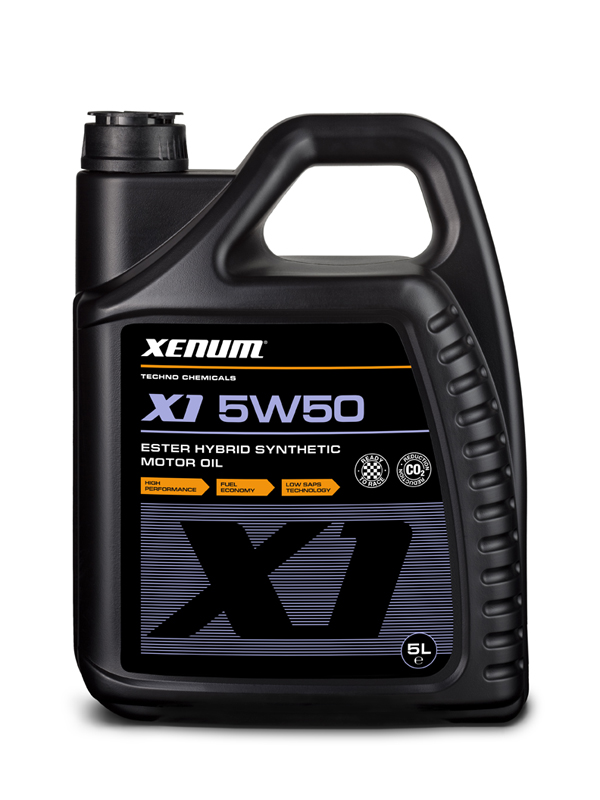 XENUM®
TECHNO CHEMICALS
X1 5W50
ESTER HYBRID SYNTHETIC
MOTOR OIL
READY
TO RACE
REDUCTION
CO2
REDUCTION
HIGH
PERFORMANCE
FUEL
ECONOMY
LOW SAPS
TECHNOLOGY
X1
5L
℮